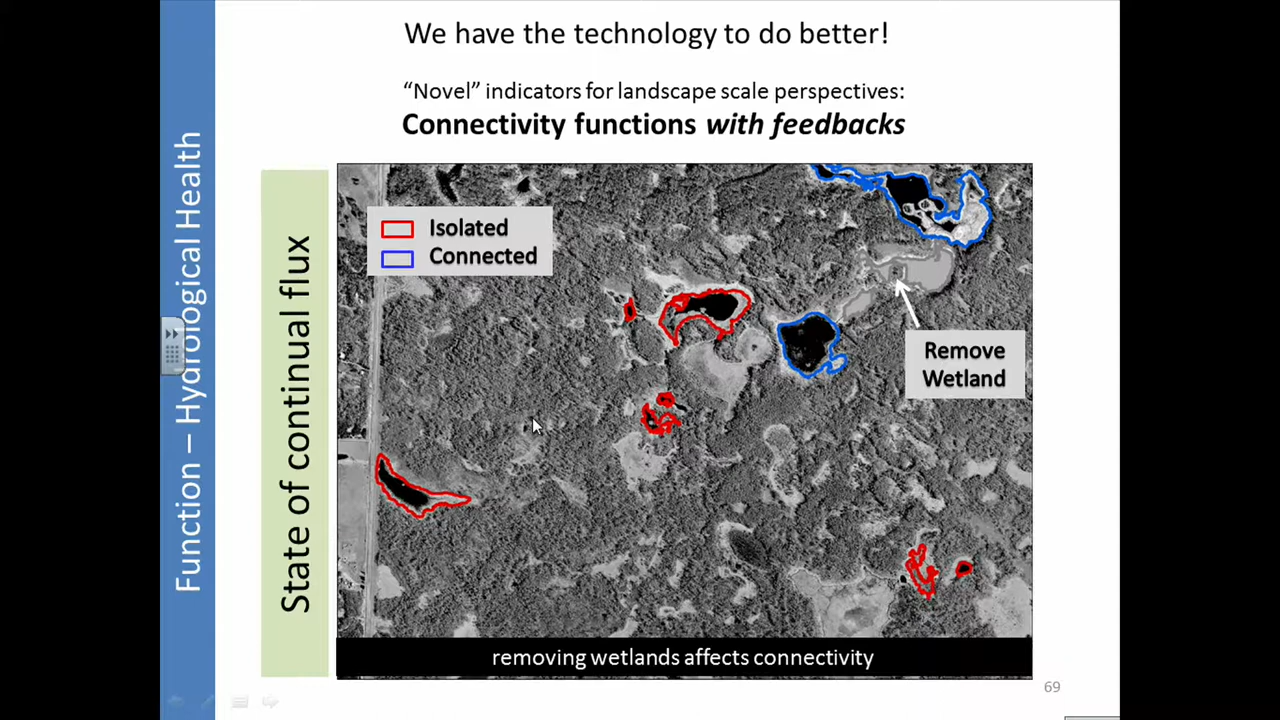 We have the technology to do better!
“Novel” indicators for landscape scale perspectives:
Connectivity functions with feedbacks
Function – Hydrological Health
State of continual flux
Isolated
Connected
Remove
Wetland
removing wetlands affects connectivity
69